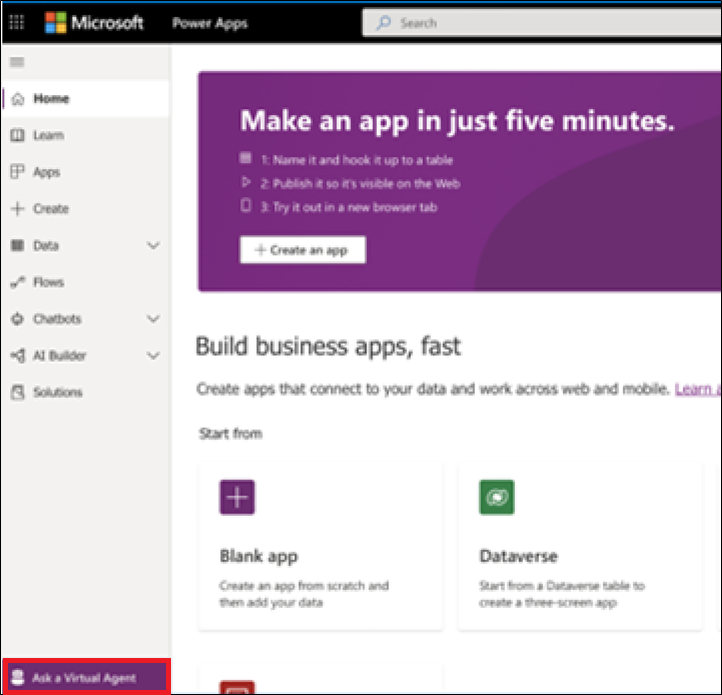 Microsoft Power Apps Search
Home
Learn
Apps
Create
Data
Flows
Chatbots
AI Builder
Solutions
Ask a Virtual Agent
Make an app in just five minutes.
1: Name it and hook it up to a table
2: Publish it so it's visible on the Web
3: Try it out in a new browser tab
Create an app
Build business apps, fast
Create apps that connect to your data and work across web and mobile. Learn
Start from
Blank app
Create an app from scratch and
then add your data
Dataverse
Start from a Dataverse table to
create a three-screen app